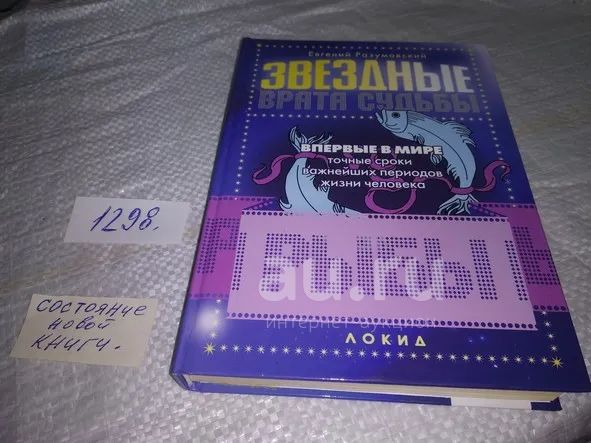 Евгений Разумовский
ЗВЕЗДНЫЕ
ВРАТА СУДЬБЫ
ВПЕРВЫЕ В МИРЕ
точные сроки
важнейших периодов
жизни человека
РЫБЫ
ЛОКИД
1298.
состояние
новой
книги.
au.ru
интернет-аукцион